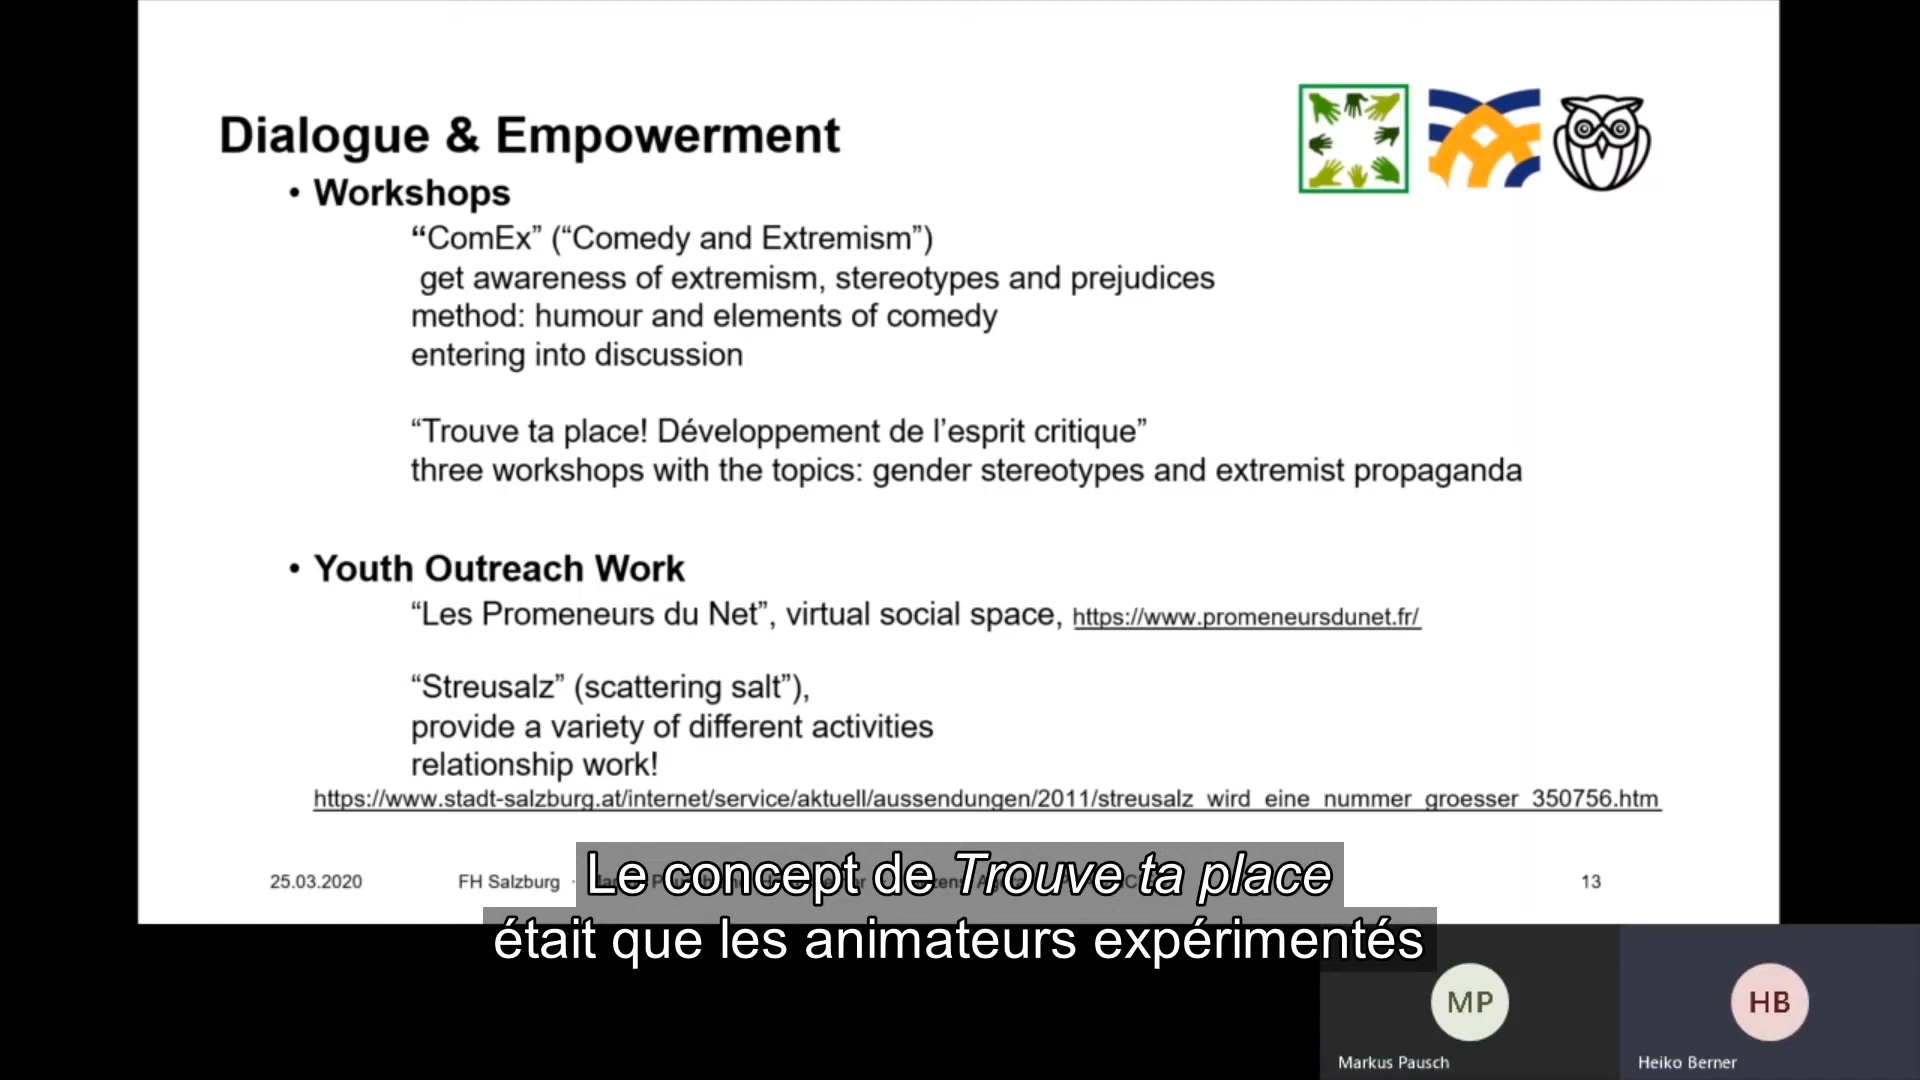 Dialogue & Empowerment
• Workshops
“ComEx” (“Comedy and Extremism”)
get awareness of extremism, stereotypes and prejudices
method: humour and elements of comedy
entering into discussion
“Trouve ta place! Développement de l’esprit critique”
three workshops with the topics: gender stereotypes and extremist propaganda
• Youth Outreach Work
“Les Promeneurs du Net”, virtual social space, https://www.promeneursdunet.fr/
“Streusalz” (scattering salt”),
provide a variety of different activities
relationship work!
https://www.stadt-salzburg.at/internet/service/aktuell/aussendungen/2011/streusalz_wird_eine_nummer_groesser_350756.htm
25.03.2020 FH Salzburg · 13
Le concept de Trouve ta place
était que les animateurs expérimentés
MP HB
Markus Pausch Heiko Berner